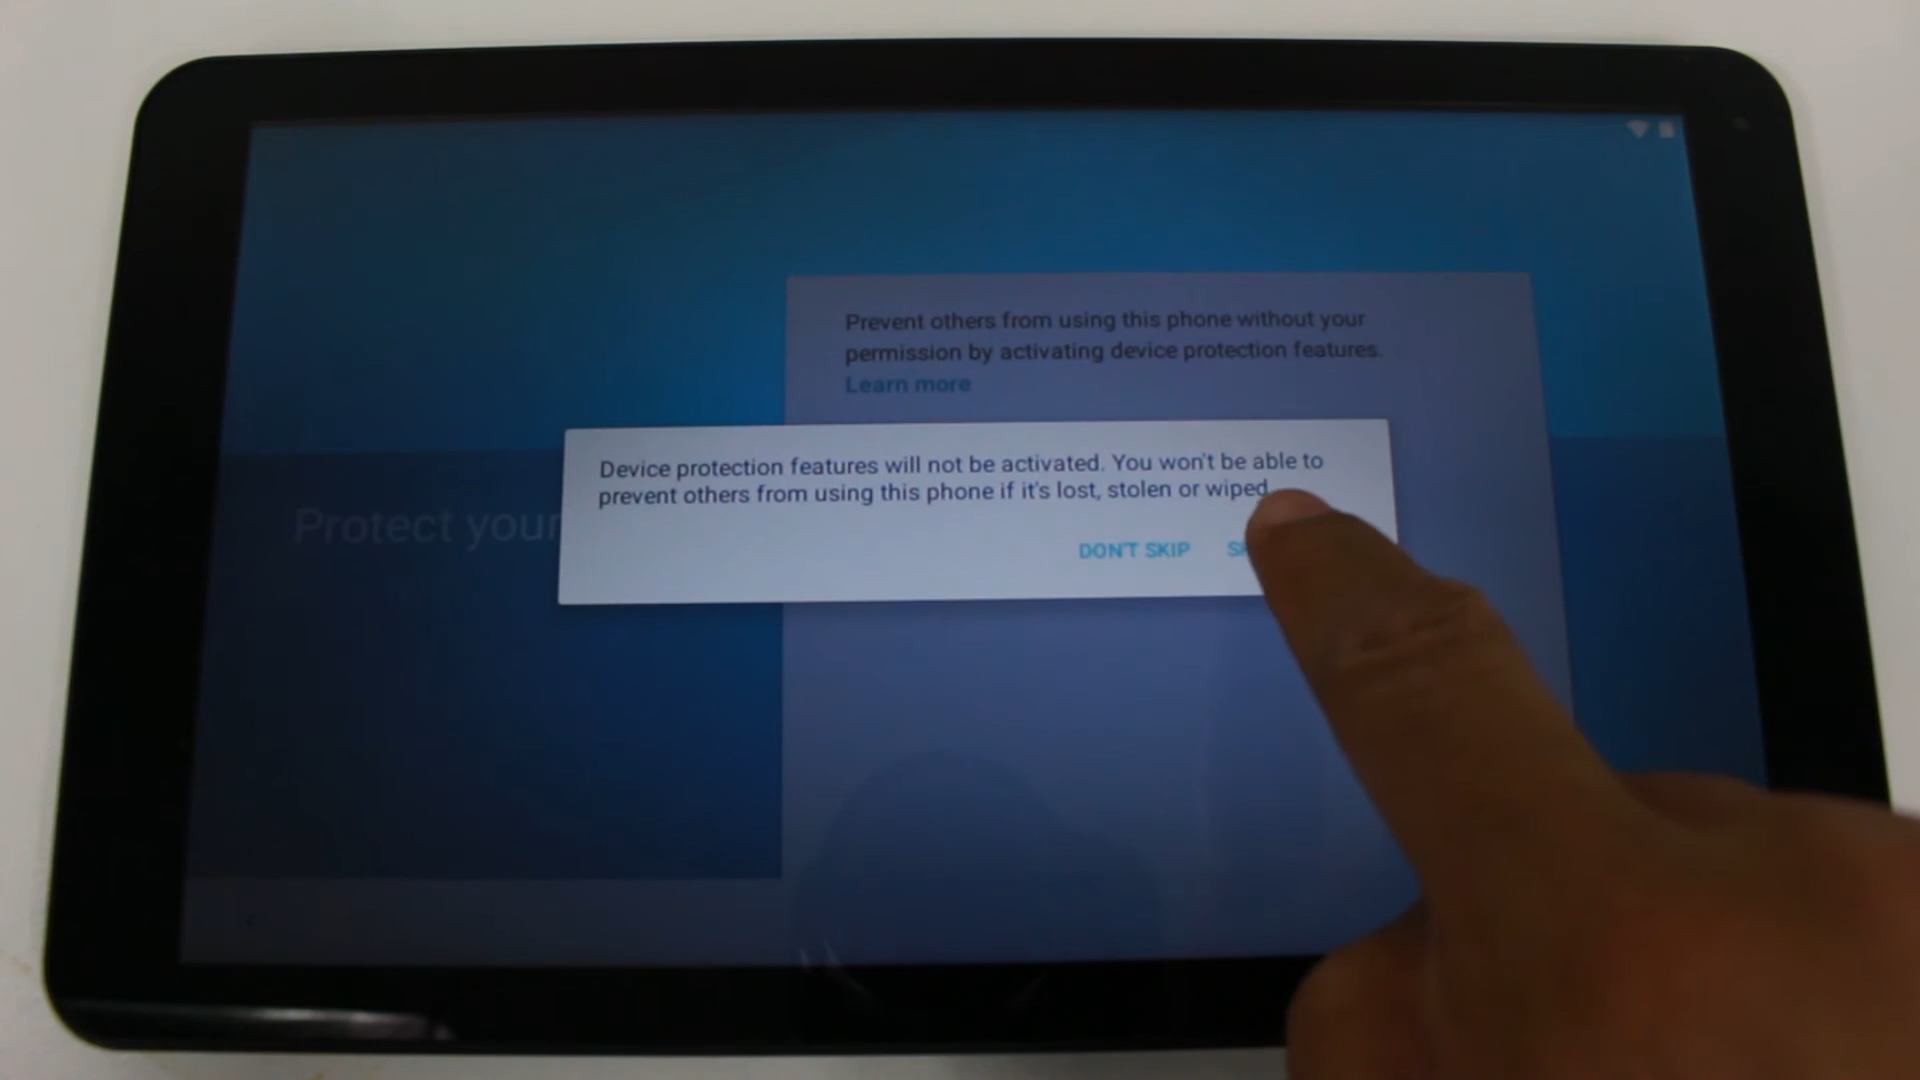 Prevent others from using this phone without your
permission by activating device protection features.
Learn more
Device protection features will not be activated. You won't be able to
prevent others from using this phone if it's lost, stolen or wiped.
Protect your
DON'T SKIP